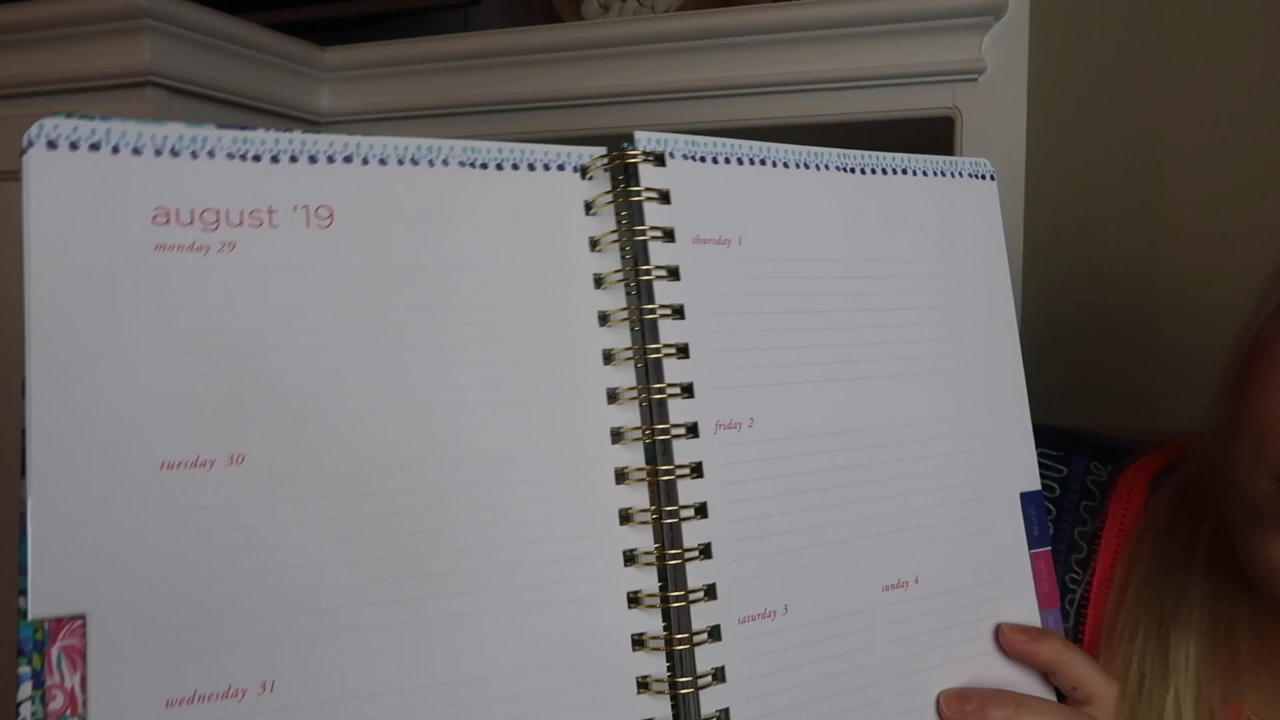 august '19
monday 29
tuesday 30
wednesday 31
thursday 1
friday 2
saturday 3
sunday 4